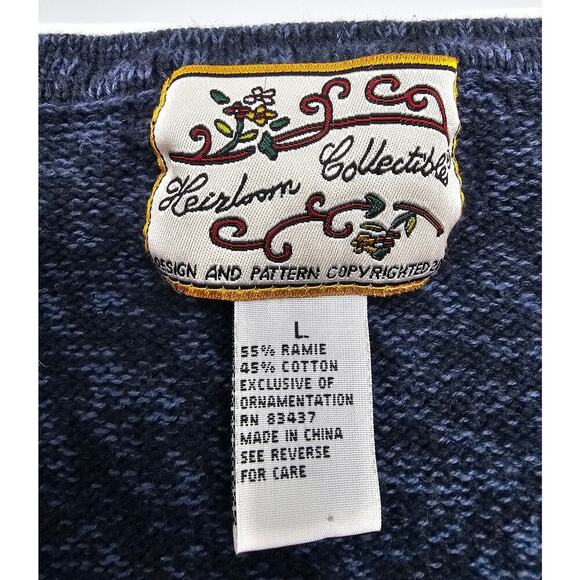 Heirloom Collectibles
DESIGN AND PATTERN COPYRIGHTED
L
55% RAMIE
45% COTTON
EXCLUSIVE OF
ORNAMENTATION
RN 83437
MADE IN CHINA
SEE REVERSE
FOR CARE